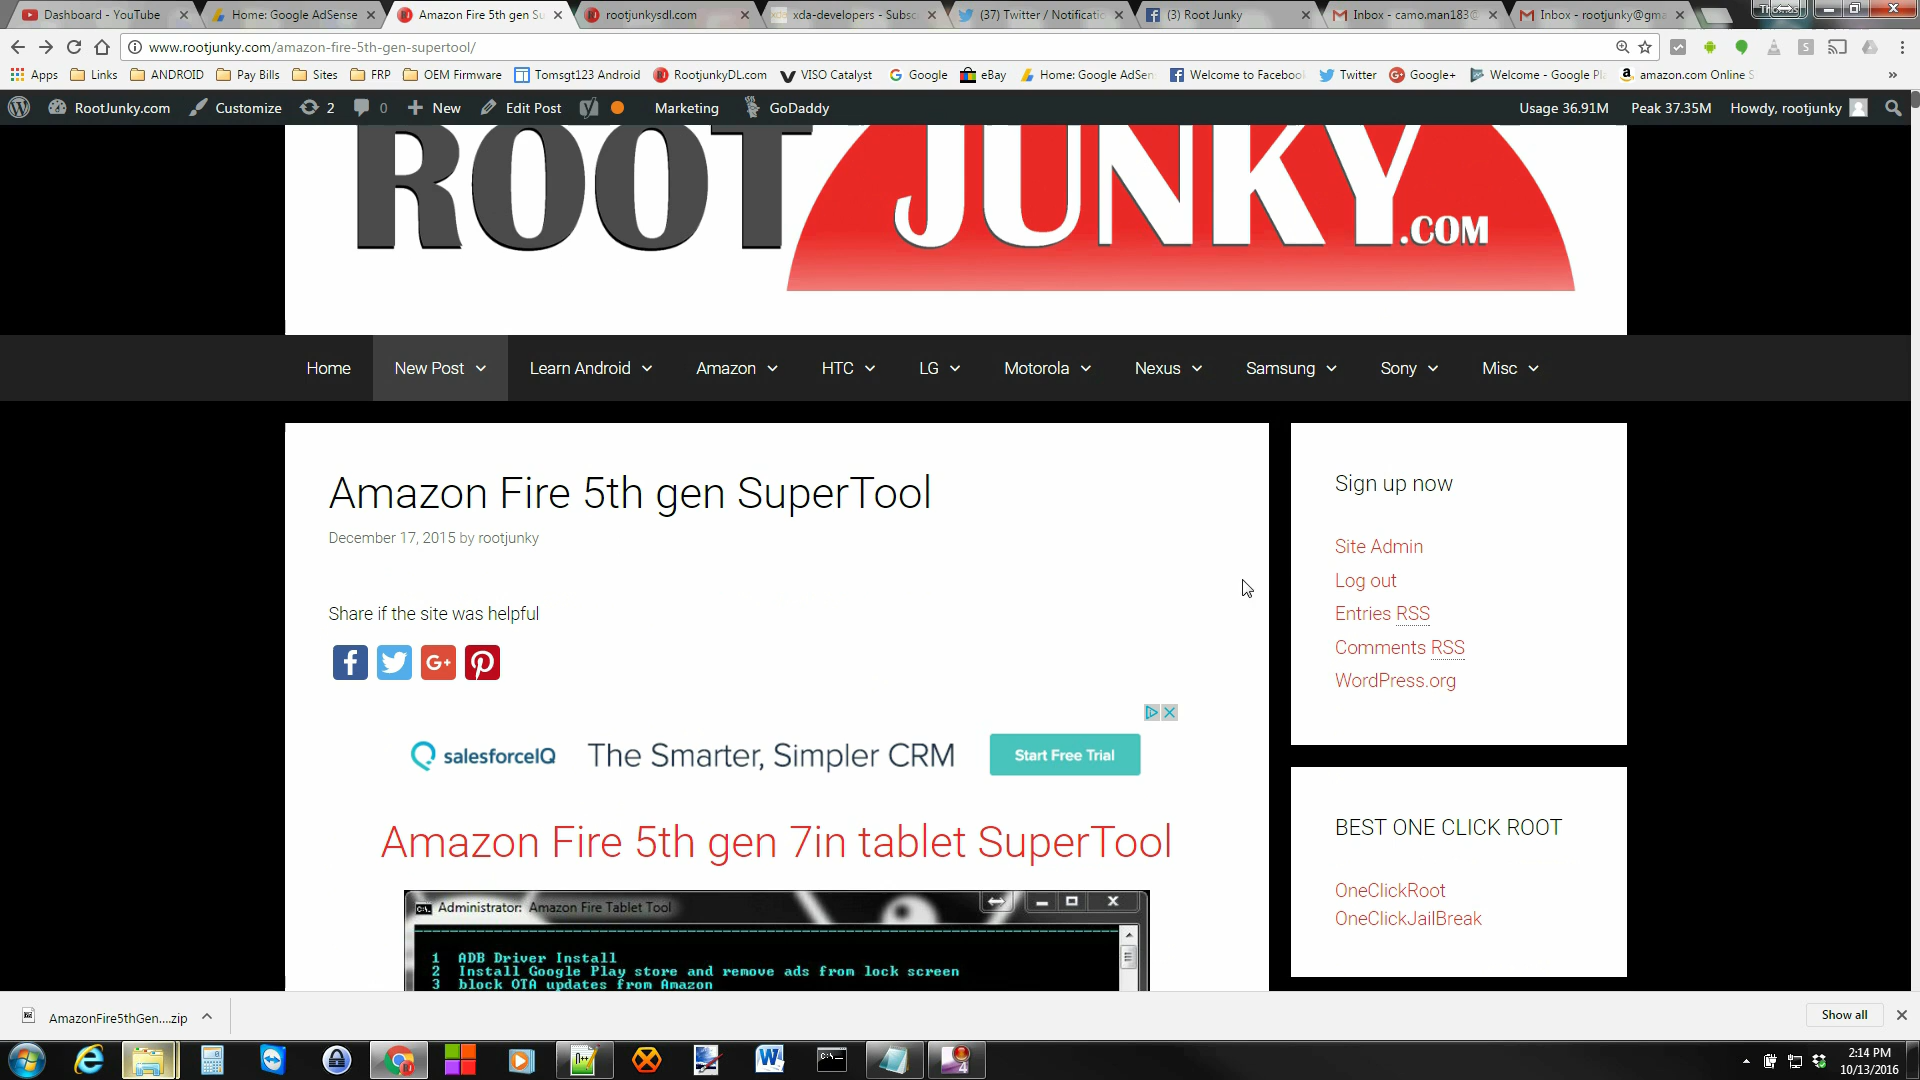 Dashboard - YouTube
Home: Google AdSense
Amazon Fire 5th gen Su
rootjunkysdl.com
xda-developers - Subsc
(37) Twitter / Notificatic
(3) Root Junky
Inbox - camo.man183@
Inbox - rootjunky@gma
www.rootjunky.com/amazon-fire-5th-gen-supertool/
Apps Links ANDROID Pay Bills Sites FRP OEM Firmware Tomsgt123 Android RootjunkyDL.com VISO Catalyst Google eBay Home: Google AdSen Welcome to Facebook Twitter Google+ Welcome - Google Pl amazon.com Online S
RootJunky.com Customize 2 0 New Edit Post Marketing GoDaddy Usage 36.91M Peak 37.35M Howdy, rootjunky
ROOT JUNKY.COM
Home New Post Learn Android Amazon HTC LG Motorola Nexus Samsung Sony Misc
Amazon Fire 5th gen SuperTool
December 17, 2015 by rootjunky
Share if the site was helpful
salesforceIQ The Smarter, Simpler CRM Start Free Trial
Amazon Fire 5th gen 7in tablet SuperTool
Administrator: Amazon Fire Tablet Tool
1 ADB Driver Install
2 Install Google Play store and remove ads from lock screen
3 block OTA updates from Amazon
Sign up now
Site Admin
Log out
Entries RSS
Comments RSS
WordPress.org
BEST ONE CLICK ROOT
OneClickRoot
OneClickJailBreak
AmazonFire5thGen....zip
Show all
2:14 PM
10/13/2016